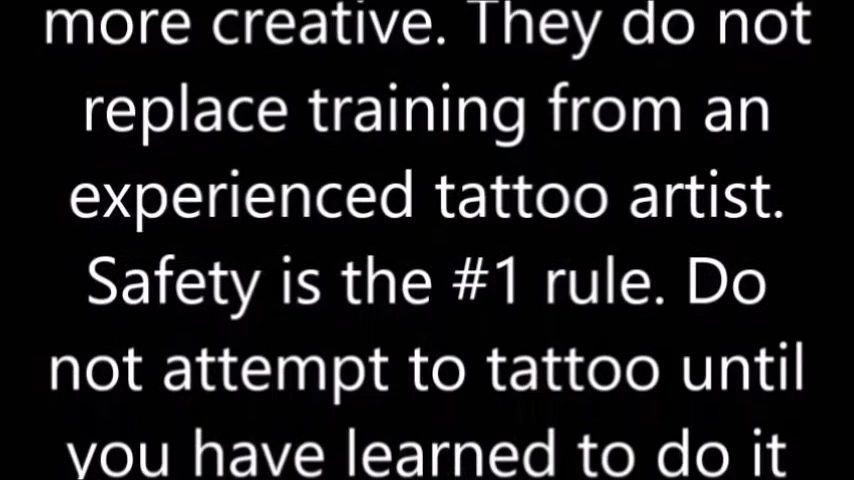 more creative. They do not
replace training from an
experienced tattoo artist.
Safety is the #1 rule. Do
not attempt to tattoo until
you have learned to do it